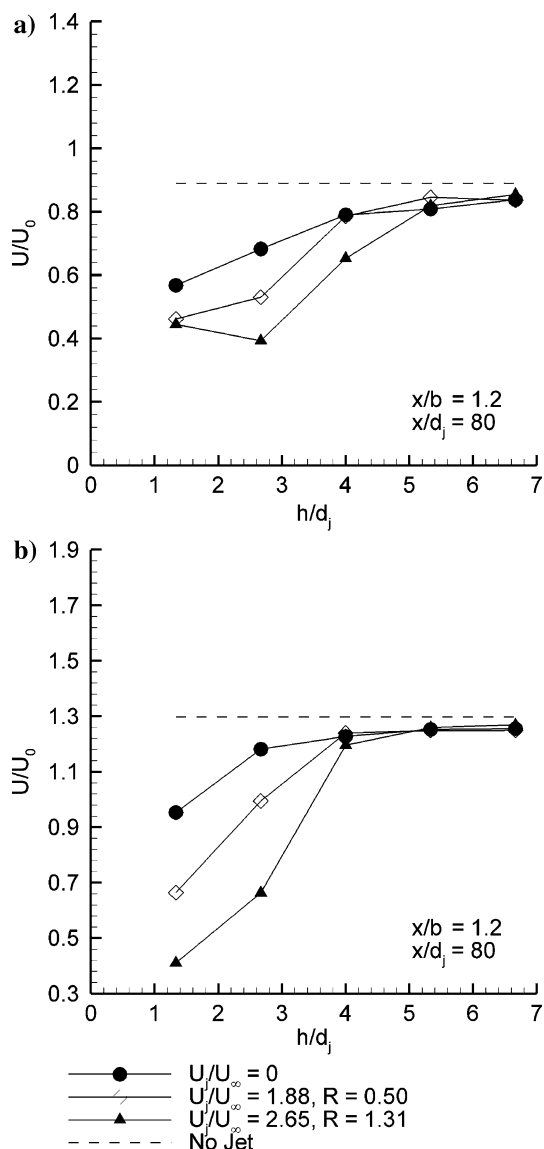 a)
1.4
1.2
1
0.8
0.6
0.4
0.2
0
U/U₀
x/b = 1.2
x/dⱼ = 80
0 1 2 3 4 5 6 7
h/dⱼ
b)
1.9
1.7
1.5
1.3
1.1
0.9
0.7
0.5
0.3
U/U₀
x/b = 1.2
x/dⱼ = 80
0 1 2 3 4 5 6 7
h/dⱼ
Uⱼ/U∞ = 0
Uⱼ/U∞ = 1.88, R = 0.50
Uⱼ/U∞ = 2.65, R = 1.31
No Jet